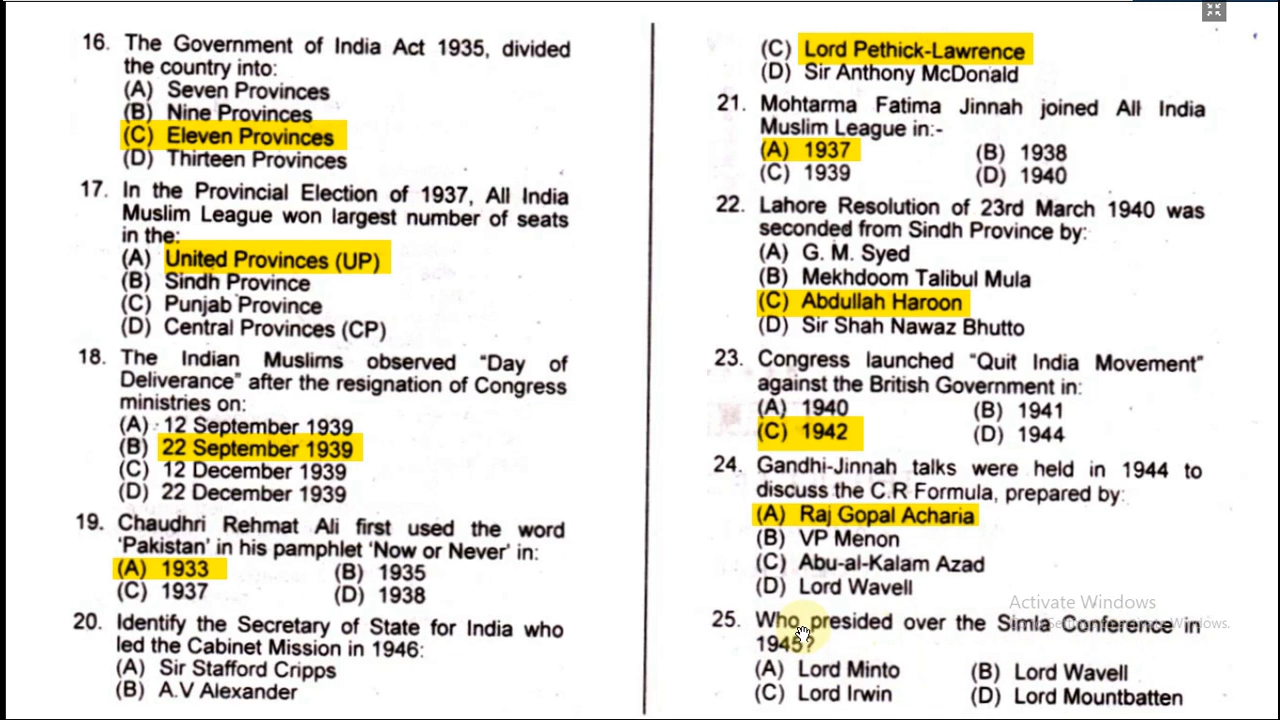 16. The Government of India Act 1935, divided
the country into:
(A) Seven Provinces
(B) Nine Provinces
(C) Eleven Provinces
(D) Thirteen Provinces
17. In the Provincial Election of 1937, All India
Muslim League won largest number of seats
in the:
(A) United Provinces (UP)
(B) Sindh Province
(C) Punjab Province
(D) Central Provinces (CP)
18. The Indian Muslims observed "Day of
Deliverance" after the resignation of Congress
ministries on:
(A) 12 September 1939
(B) 22 September 1939
(C) 12 December 1939
(D) 22 December 1939
19. Chaudhri Rehmat Ali first used the word
'Pakistan' in his pamphlet 'Now or Never' in:
(A) 1933 (B) 1935
(C) 1937 (D) 1938
20. Identify the Secretary of State for India who
led the Cabinet Mission in 1946:
(A) Sir Stafford Cripps
(B) A.V Alexander
(C) Lord Pethick-Lawrence
(D) Sir Anthony McDonald
21. Mohtarma Fatima Jinnah joined All India
Muslim League in:-
(A) 1937 (B) 1938
(C) 1939 (D) 1940
22. Lahore Resolution of 23rd March 1940 was
seconded from Sindh Province by:
(A) G. M. Syed
(B) Mekhdoom Talibul Mula
(C) Abdullah Haroon
(D) Sir Shah Nawaz Bhutto
23. Congress launched "Quit India Movement"
against the British Government in:
(A) 1940 (B) 1941
(C) 1942 (D) 1944
24. Gandhi-Jinnah talks were held in 1944 to
discuss the C.R Formula, prepared by:
(A) Raj Gopal Acharia
(B) VP Menon
(C) Abu-al-Kalam Azad
(D) Lord Wavell
Activate Windows
25. Who presided over the Simla Conference in
1945?
(A) Lord Minto (B) Lord Wavell
(C) Lord Irwin (D) Lord Mountbatten